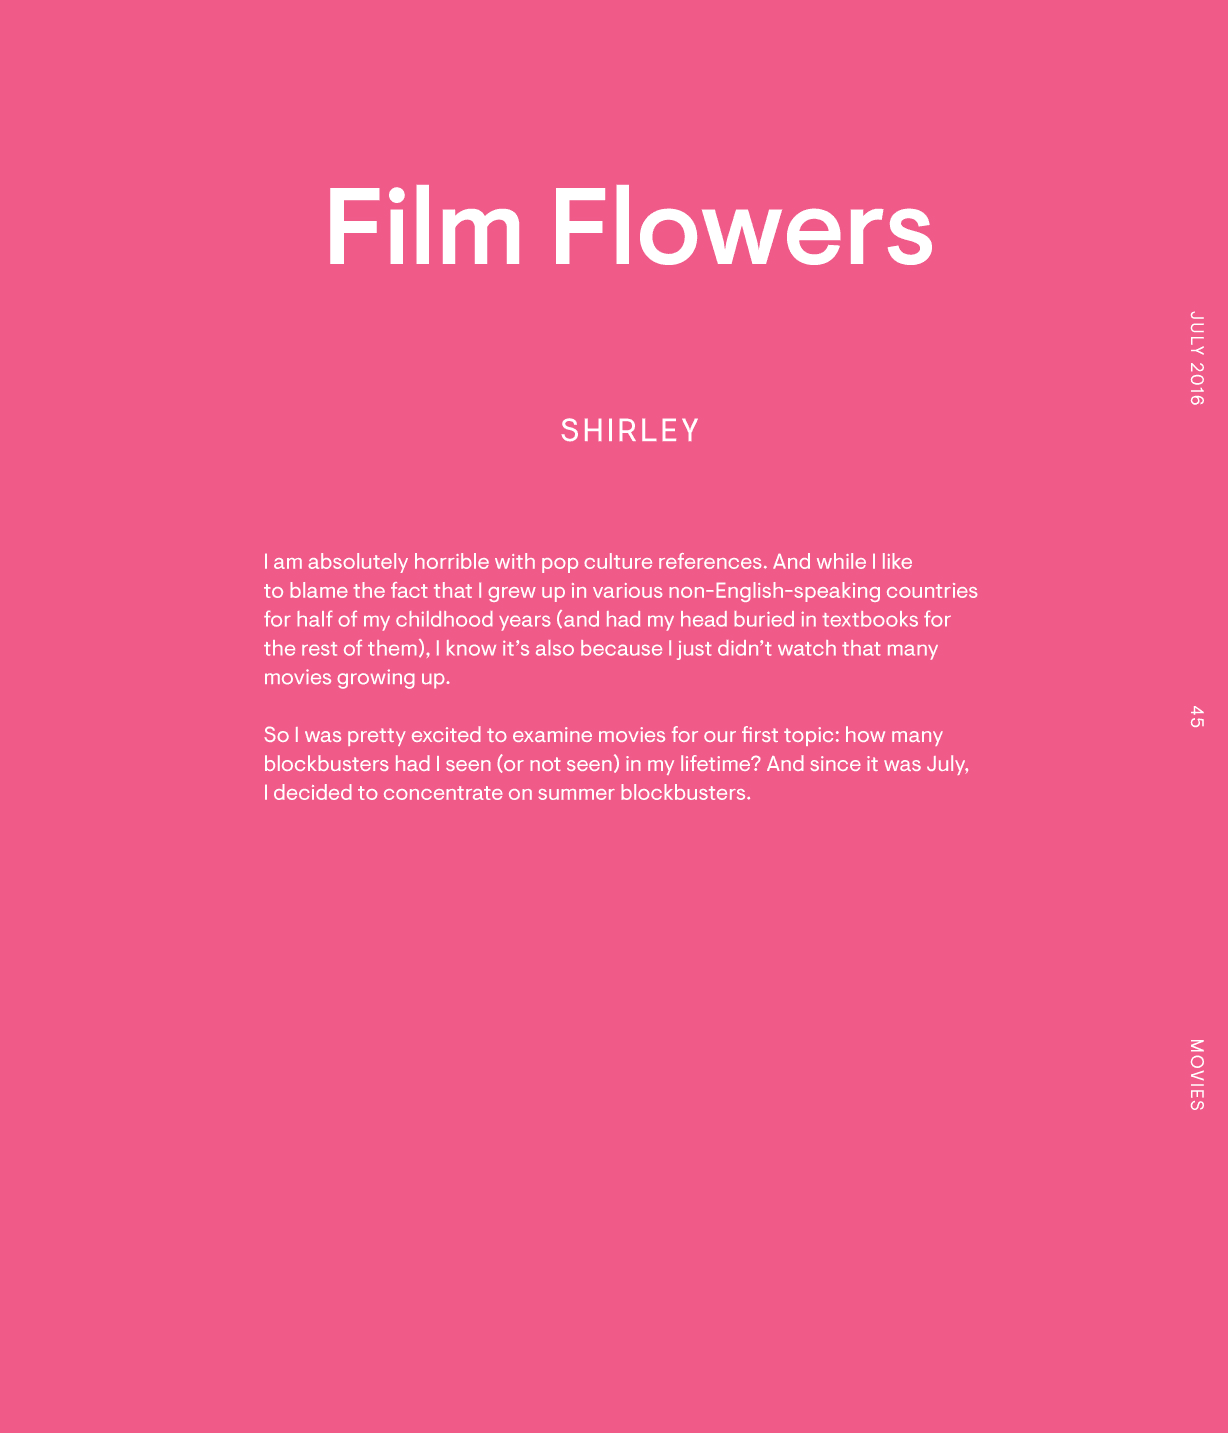 Film Flowers
SHIRLEY
I am absolutely horrible with pop culture references. And while I like
to blame the fact that I grew up in various non-English-speaking countries
for half of my childhood years (and had my head buried in textbooks for
the rest of them), I know it’s also because I just didn’t watch that many
movies growing up.
So I was pretty excited to examine movies for our first topic: how many
blockbusters had I seen (or not seen) in my lifetime? And since it was July,
I decided to concentrate on summer blockbusters.
JULY 2016
45
MOVIES